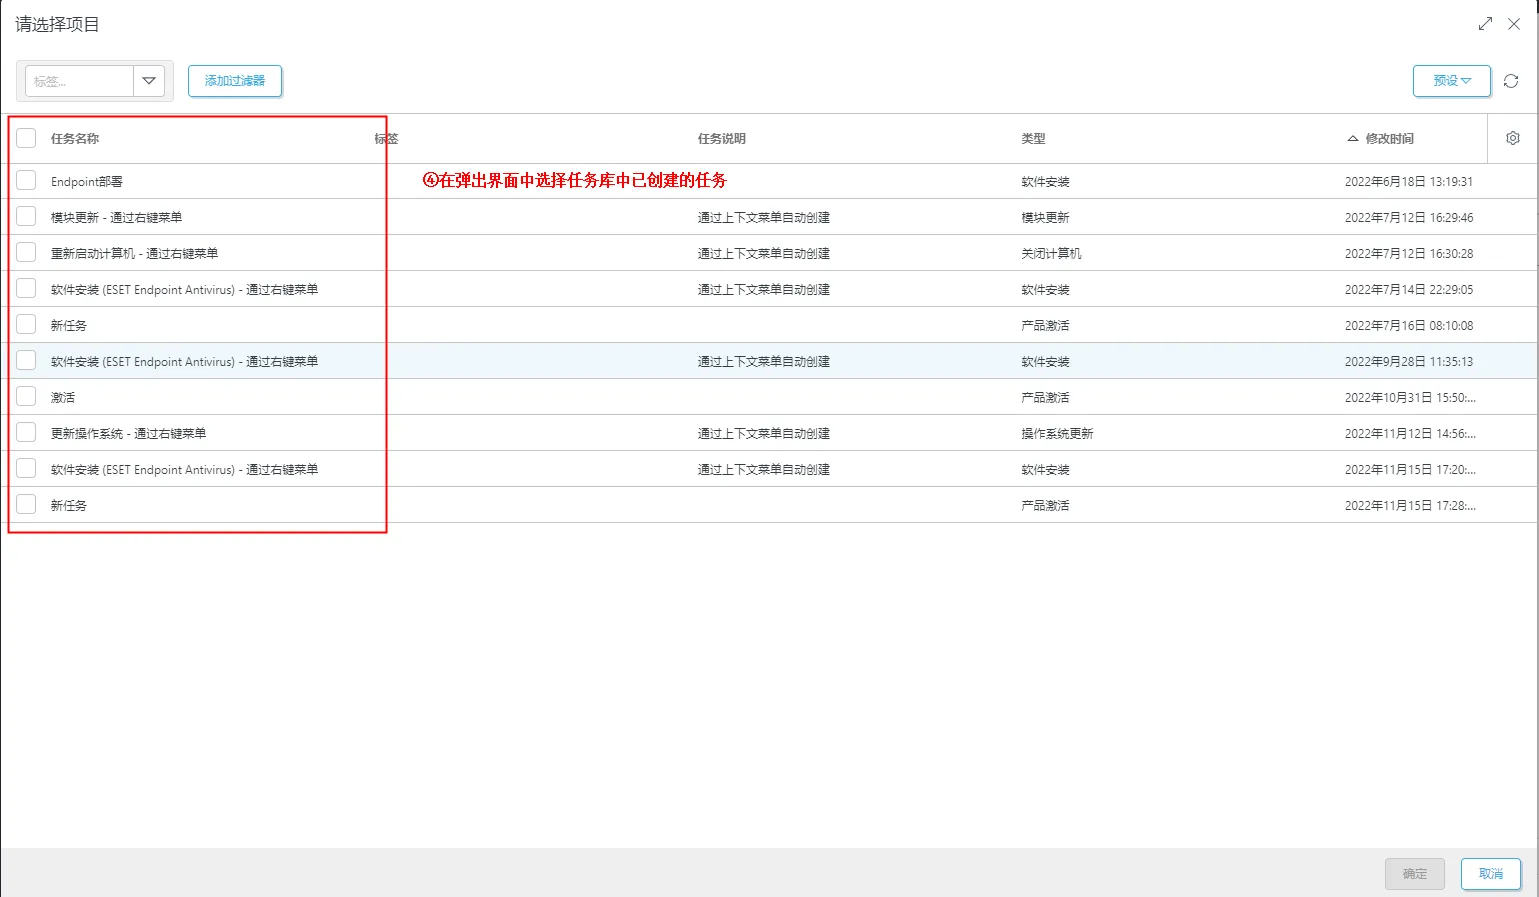 请选择项目
标签... 添加过滤器 预设
任务名称 标签 任务说明 类型 修改时间
Endpoint部署 ④在弹出界面中选择任务库中已创建的任务 软件安装 2022年6月18日 13:19:31
模块更新 - 通过右键菜单 通过上下文菜单自动创建 模块更新 2022年7月12日 16:29:46
重新启动计算机 - 通过右键菜单 通过上下文菜单自动创建 关闭计算机 2022年7月12日 16:30:28
软件安装 (ESET Endpoint Antivirus) - 通过右键菜单 通过上下文菜单自动创建 软件安装 2022年7月14日 22:29:05
新任务 产品激活 2022年7月16日 08:10:08
软件安装 (ESET Endpoint Antivirus) - 通过右键菜单 通过上下文菜单自动创建 软件安装 2022年9月28日 11:35:13
激活 产品激活 2022年10月31日 15:50:...
更新操作系统 - 通过右键菜单 通过上下文菜单自动创建 操作系统更新 2022年11月12日 14:56:...
软件安装 (ESET Endpoint Antivirus) - 通过右键菜单 通过上下文菜单自动创建 软件安装 2022年11月15日 17:20:...
新任务 产品激活 2022年11月15日 17:28:...
确定 取消